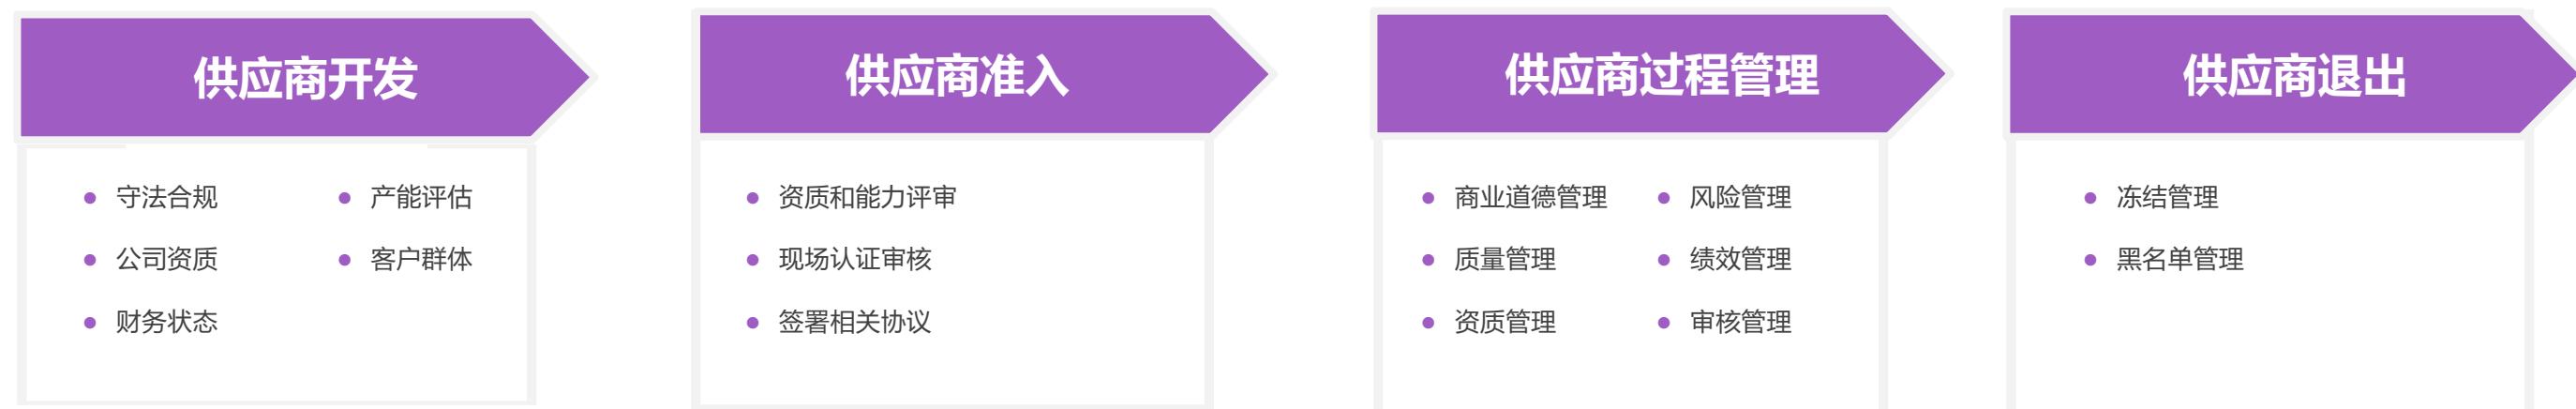 供应商开发
守法合规
公司资质
财务状态
产能评估
客户群体
供应商准入
资质和能力评审
现场认证审核
签署相关协议
供应商过程管理
商业道德管理
质量管理
资质管理
风险管理
绩效管理
审核管理
供应商退出
冻结管理
黑名单管理